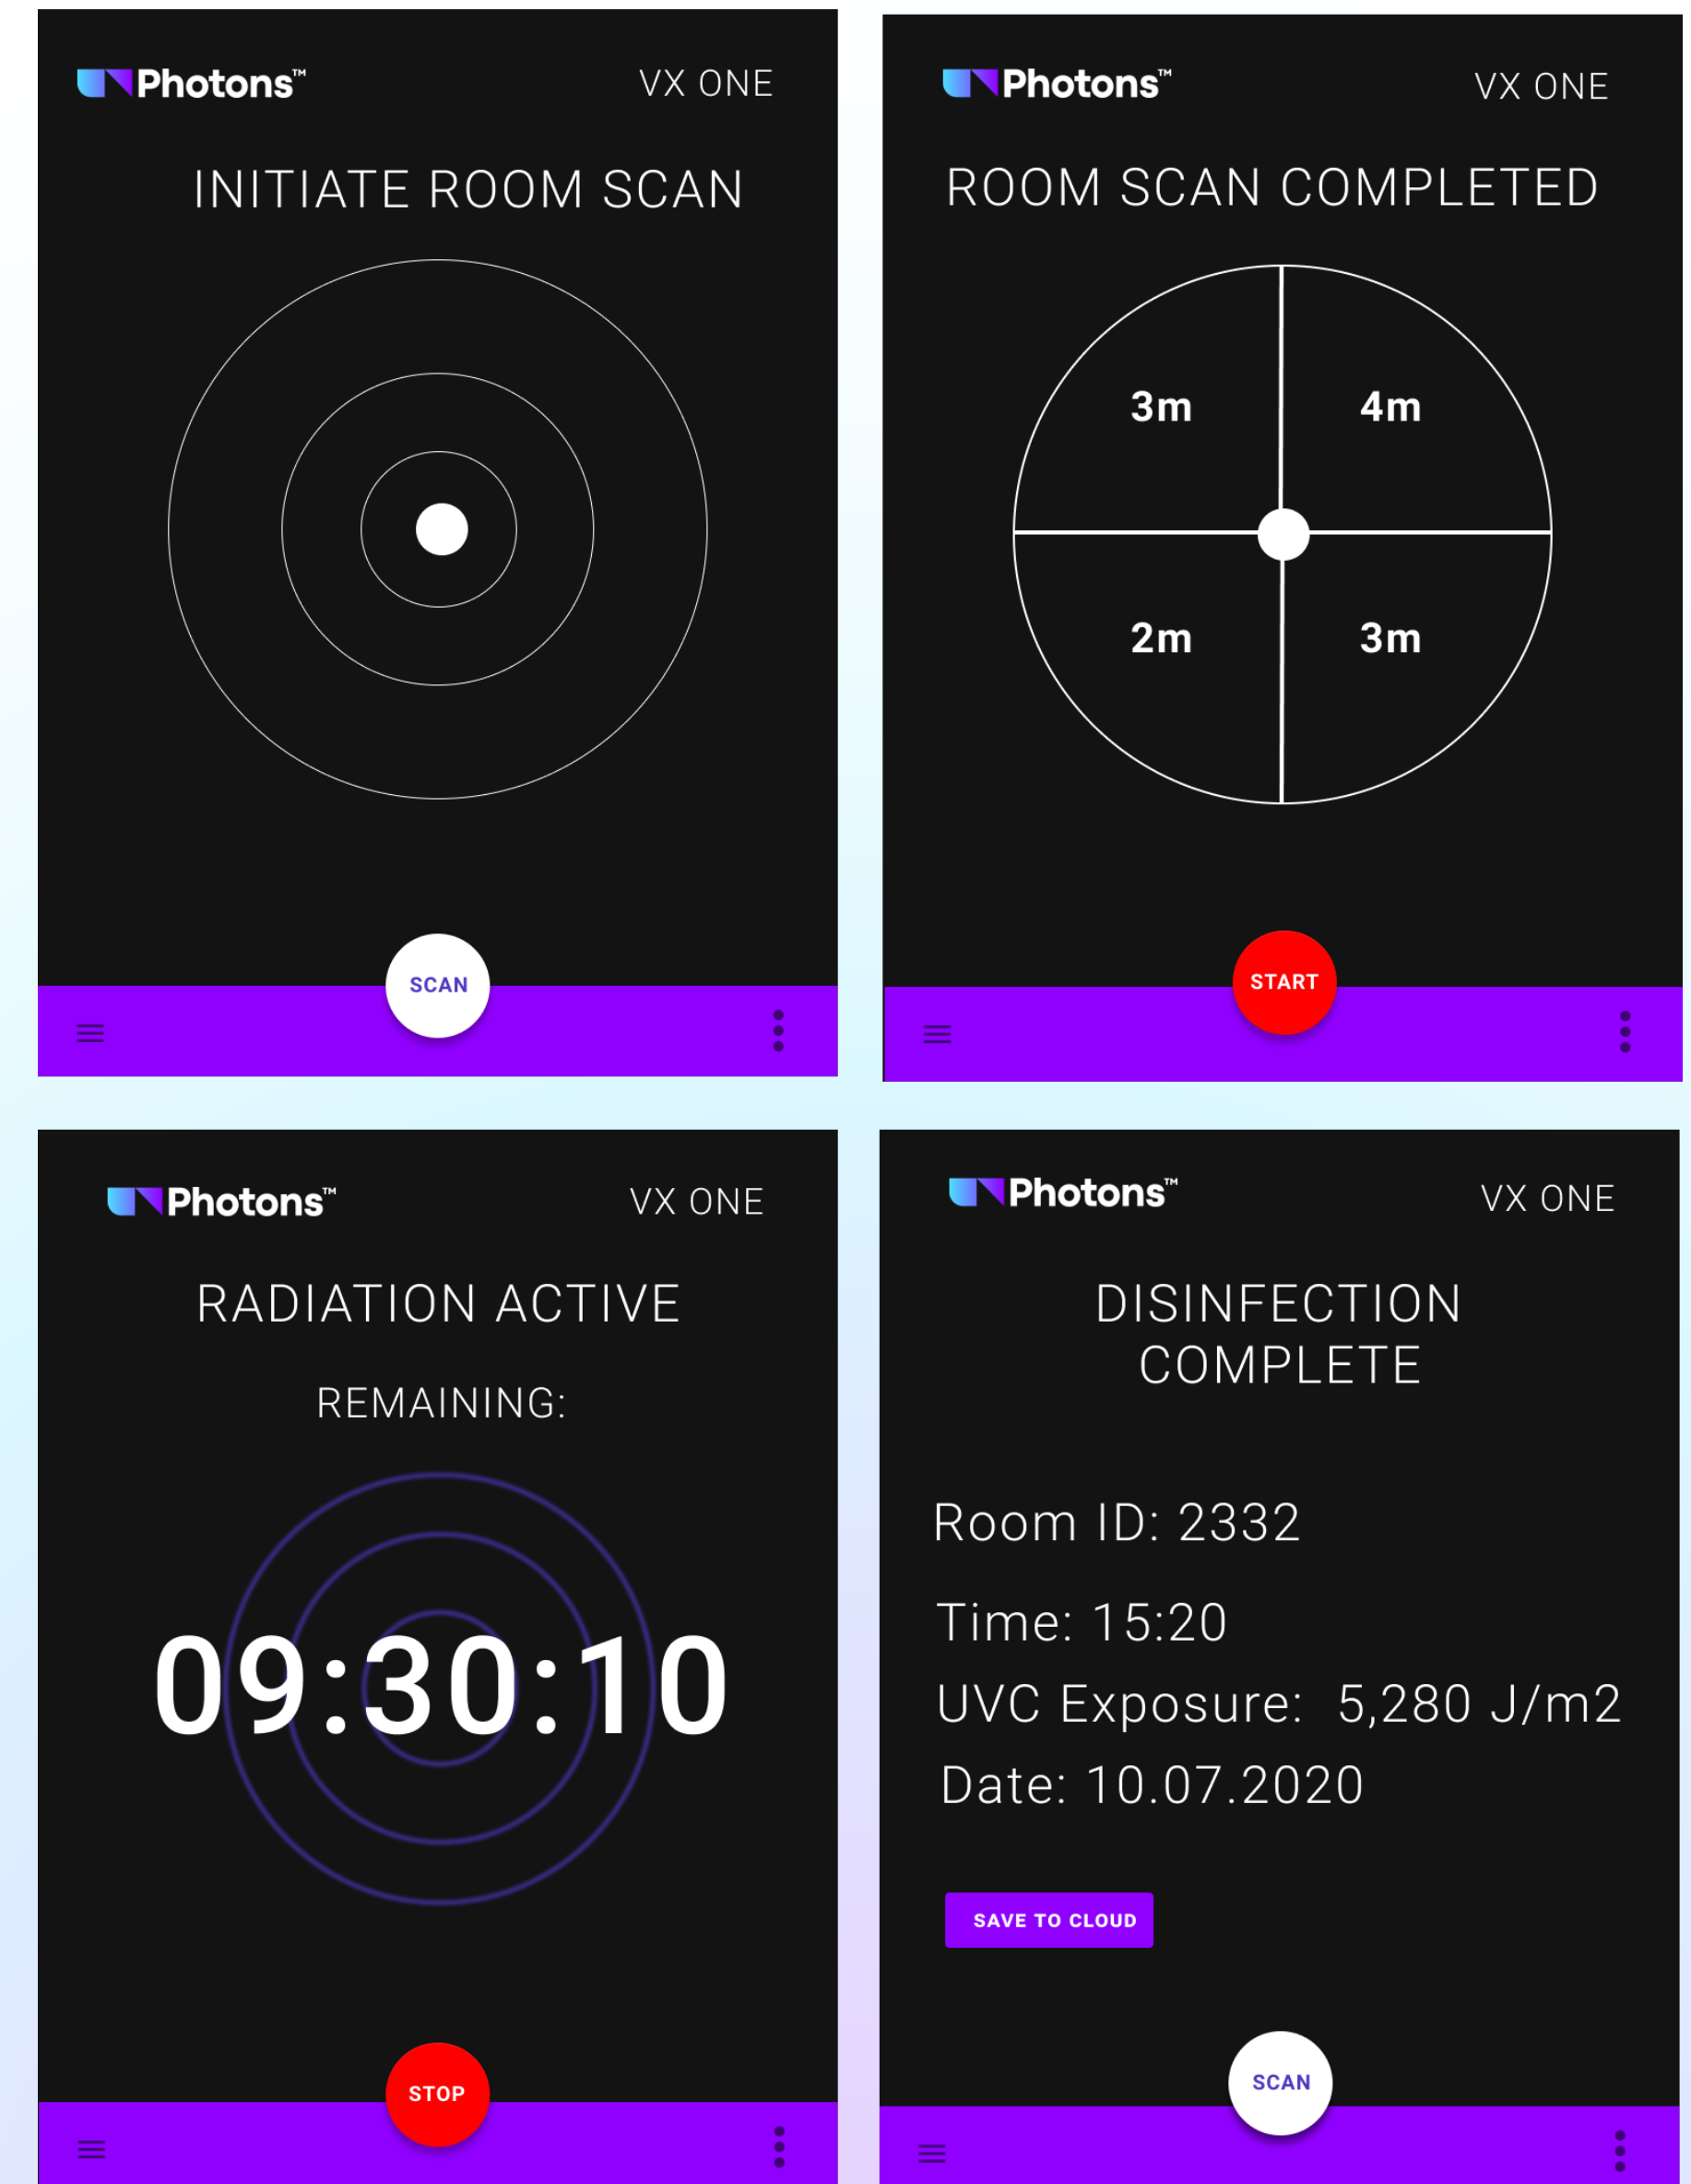 Photons™ VX ONE
INITIATE ROOM SCAN
SCAN
Photons™ VX ONE
ROOM SCAN COMPLETED
3m 4m
2m 3m
START
Photons™ VX ONE
RADIATION ACTIVE
REMAINING:
09:30:10
STOP
Photons™ VX ONE
DISINFECTION
COMPLETE
Room ID: 2332
Time: 15:20
UVC Exposure: 5,280 J/m2
Date: 10.07.2020
SAVE TO CLOUD
SCAN